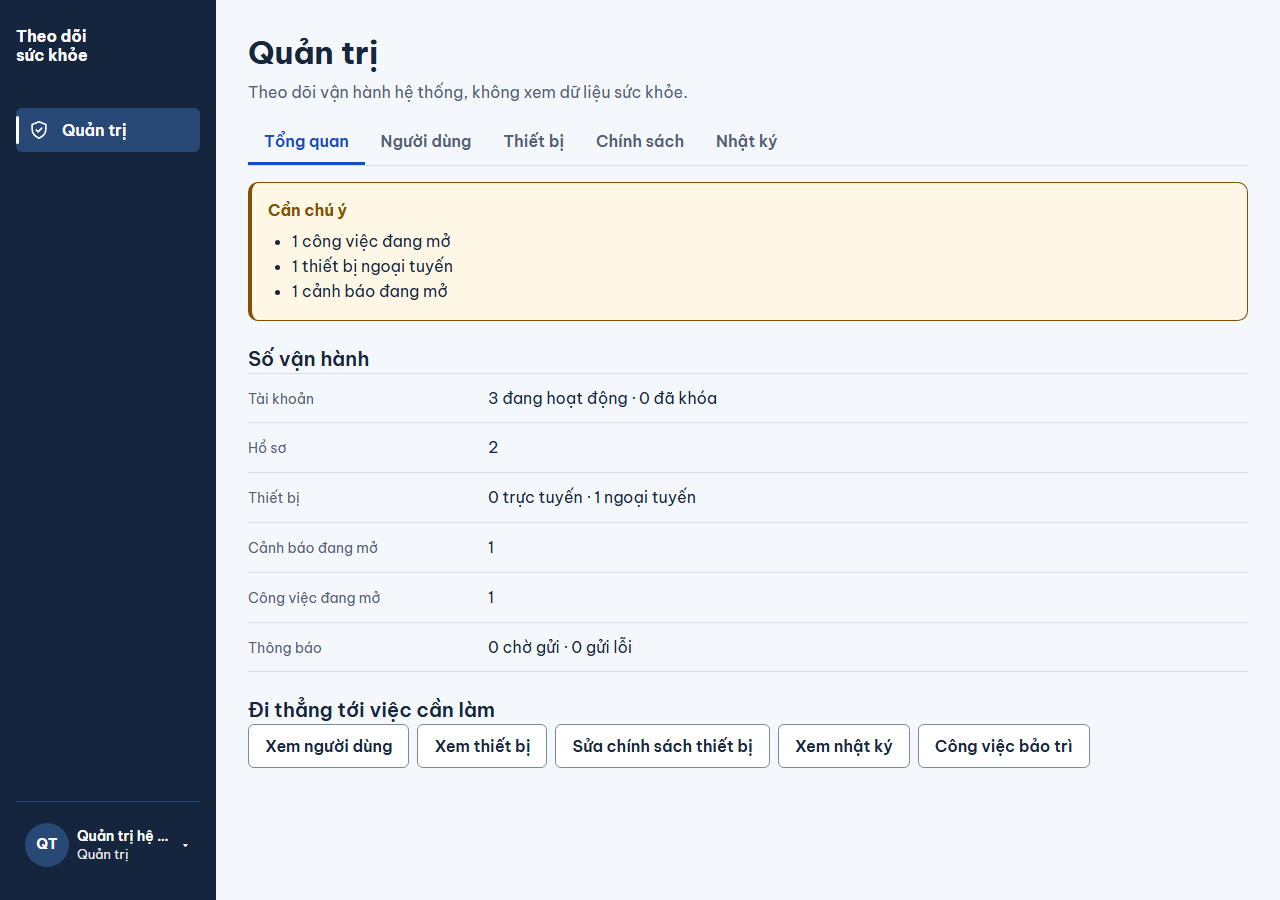 Theo dõi
sức khỏe
Quản trị
Quản trị
Theo dõi vận hành hệ thống, không xem dữ liệu sức khỏe.
Tổng quan Người dùng Thiết bị Chính sách Nhật ký
Cần chú ý
• 1 công việc đang mở
• 1 thiết bị ngoại tuyến
• 1 cảnh báo đang mở
Số vận hành
Tài khoản 3 đang hoạt động · 0 đã khóa
Hồ sơ 2
Thiết bị 0 trực tuyến · 1 ngoại tuyến
Cảnh báo đang mở 1
Công việc đang mở 1
Thông báo 0 chờ gửi · 0 gửi lỗi
Đi thẳng tới việc cần làm
Xem người dùng Xem thiết bị Sửa chính sách thiết bị Xem nhật ký Công việc bảo trì
QT Quản trị hệ ...
Quản trị